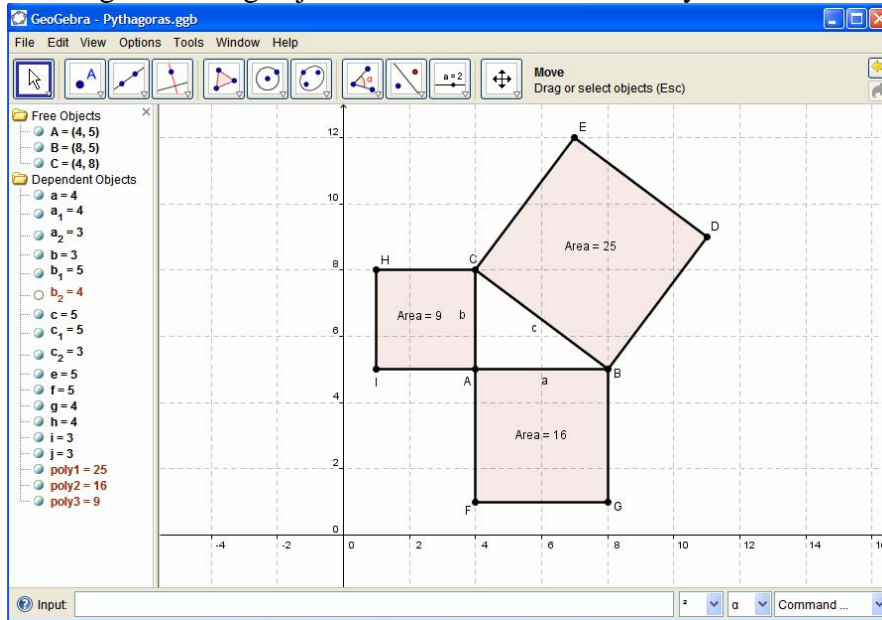 GeoGebra - Pythagoras.ggb
File Edit View Options Tools Window Help
A
α
a = 2
Move
Drag or select objects (Esc)
Free Objects
A = (4, 5)
B = (8, 5)
C = (4, 8)
Dependent Objects
a = 4
a₁ = 4
a₂ = 3
b = 3
b₁ = 5
b₂ = 4
c = 5
c₁ = 5
c₂ = 3
e = 5
f = 5
g = 4
h = 4
i = 3
j = 3
poly1 = 25
poly2 = 16
poly3 = 9
12
10
8
6
4
2
0
-4 -2 0 2 4 6 8 10 12 14 16
E
D
Area = 25
H
C
Area = 9
b
c
I
A
a
B
Area = 16
F
G
Input:
²
α
Command ...